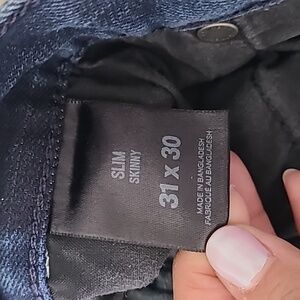 SLIM
SKINNY
31 x 30
MADE IN BANGLADESH
FABRIQUÉ AU BANGLADESH